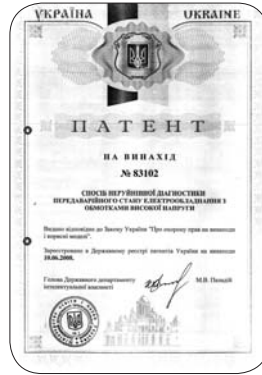 УКРАЇНА UKRAINE
ПАТЕНТ
НА ВИНАХІД
№ 83102
СПОСІБ НЕРУЙНІВНОЇ ДІАГНОСТИКИ
ПЕРЕДАВАРІЙНОГО СТАНУ ЕЛЕКТРООБЛАДНАННЯ З
ОБМОТКАМИ ВИСОКОЇ НАПРУГИ
Видано відповідно до Закону України "Про охорону прав на винаходи
і корисні моделі".
Зареєстровано в Державному реєстрі патентів України на винаходи
10.06.2008.
Голова Державного департаменту
інтелектуальної власності
М.В. Паладій